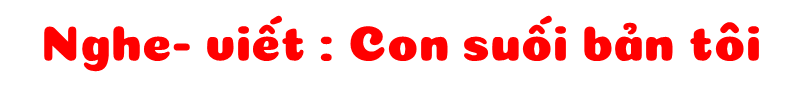 Nghe- viết : Con suối bản tôi